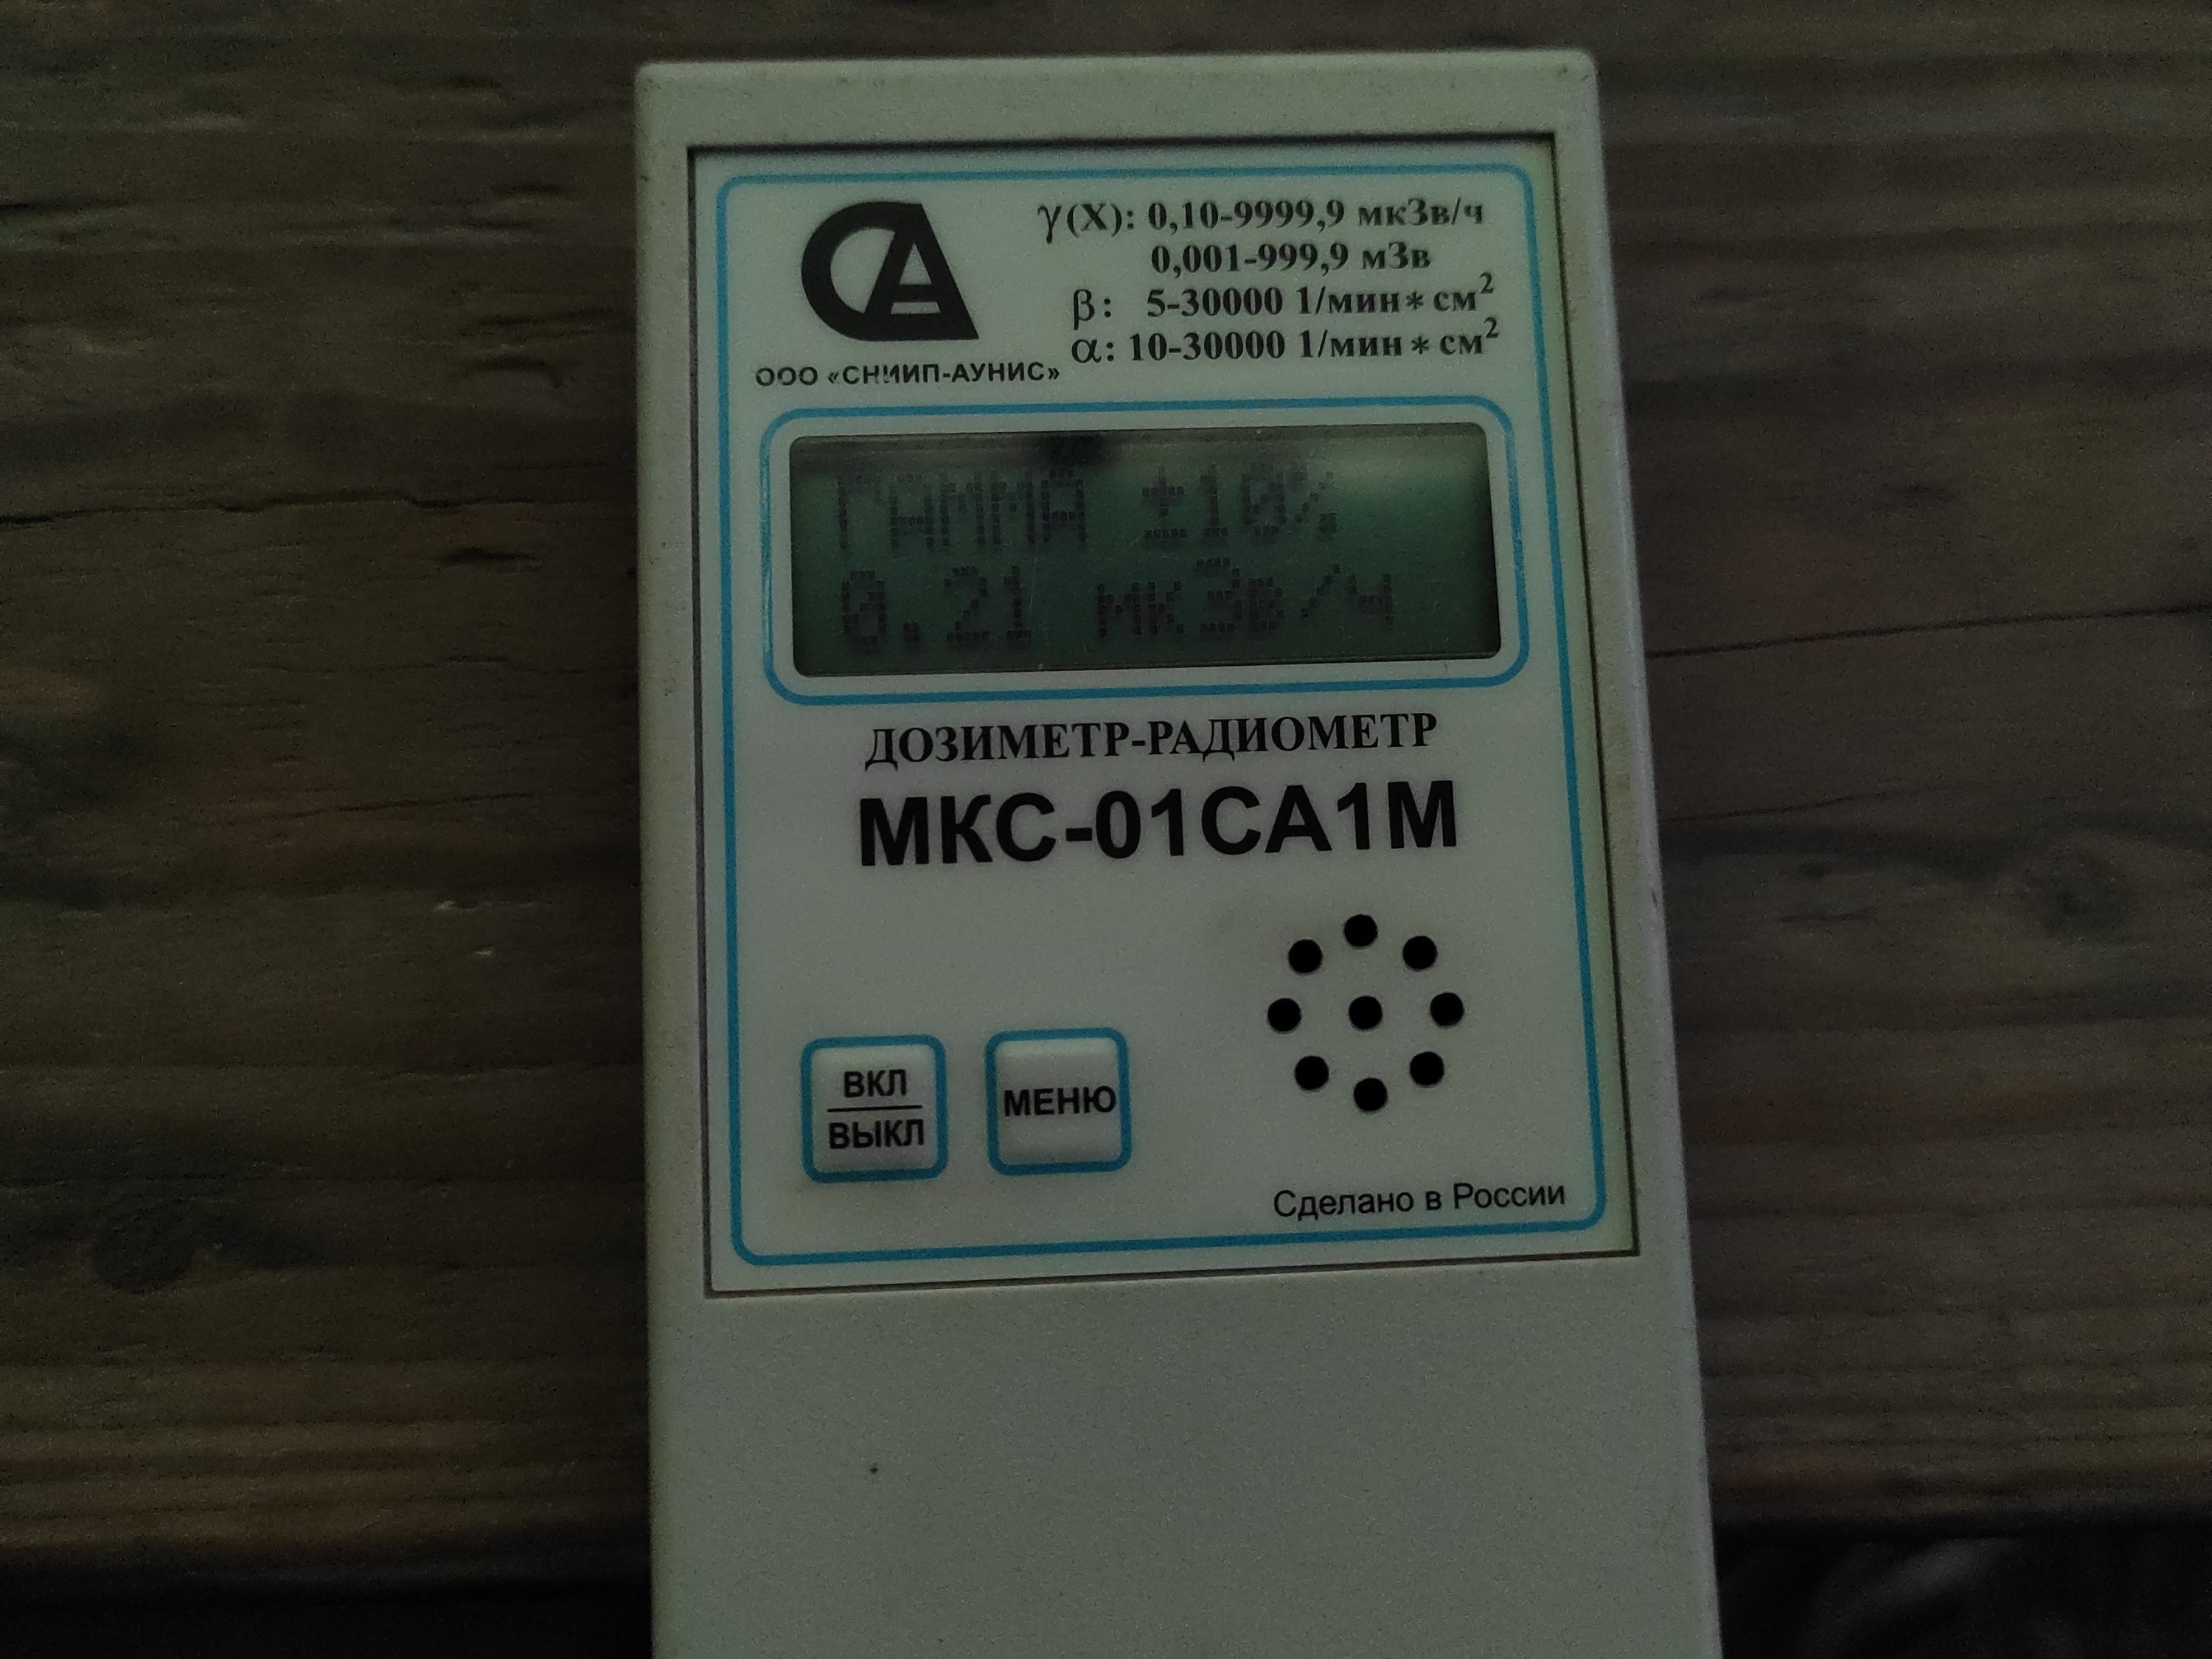 γ(X): 0,10-9999,9 мкЗв/ч
0,001-999,9 мЗв
β: 5-30000 1/мин*см²
α: 10-30000 1/мин*см²
СА
ООО «СНИИП-АУНИС»
ГАММА ±10%
0.21 мкЗв/ч
ДОЗИМЕТР-РАДИОМЕТР
МКС-01СА1М
ВКЛ
ВЫКЛ
МЕНЮ
Сделано в России